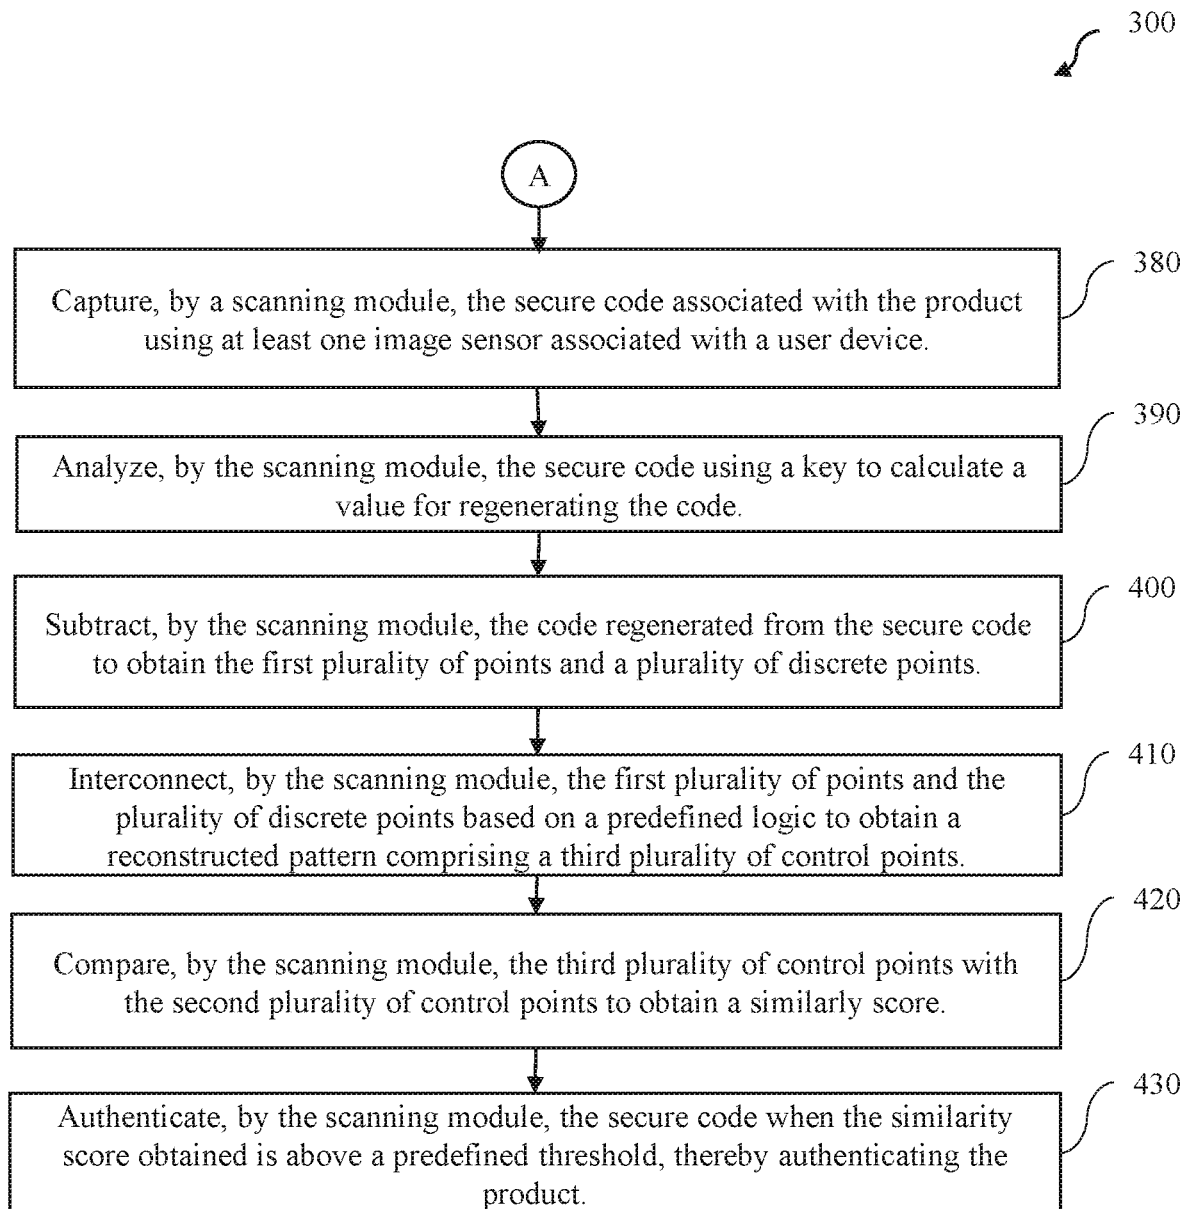 300
A
380
Capture, by a scanning module, the secure code associated with the product
using at least one image sensor associated with a user device.
390
Analyze, by the scanning module, the secure code using a key to calculate a
value for regenerating the code.
400
Subtract, by the scanning module, the code regenerated from the secure code
to obtain the first plurality of points and a plurality of discrete points.
410
Interconnect, by the scanning module, the first plurality of points and the
plurality of discrete points based on a predefined logic to obtain a
reconstructed pattern comprising a third plurality of control points.
420
Compare, by the scanning module, the third plurality of control points with
the second plurality of control points to obtain a similarly score.
430
Authenticate, by the scanning module, the secure code when the similarity
score obtained is above a predefined threshold, thereby authenticating the
product.